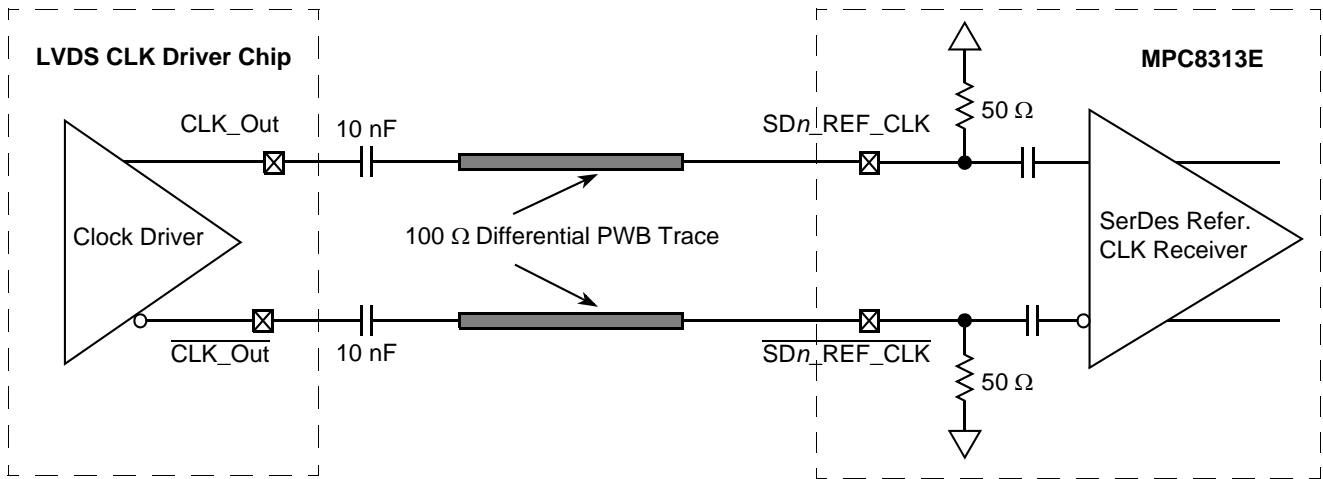 LVDS CLK Driver Chip
MPC8313E
50 Ω
CLK_Out
10 nF
SDn_REF_CLK
Clock Driver
100 Ω Differential PWB Trace
SerDes Refer.
CLK Receiver
CLK_Out
10 nF
SDn_REF_CLK
50 Ω